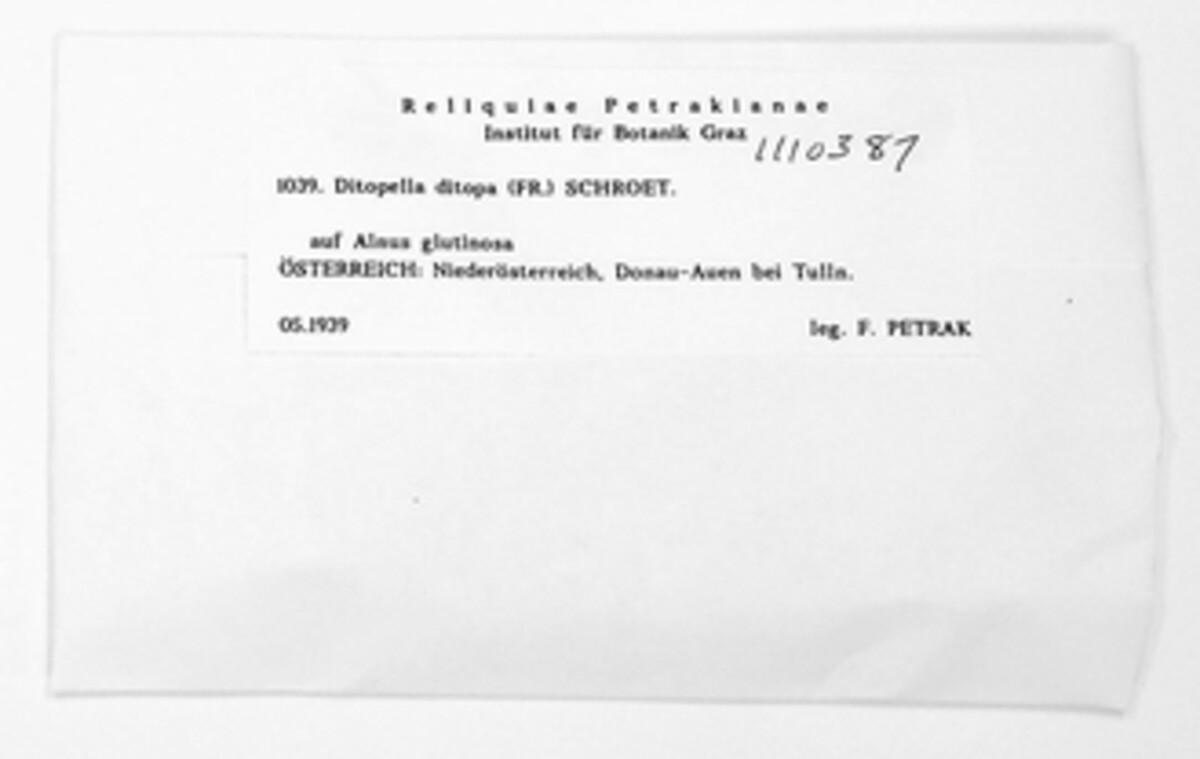 Reliquiae Petrakianae
Institut für Botanik Graz
1110387
1039. Ditopella ditopa (FR.) SCHROET.
auf Alnus glutinosa
ÖSTERREICH: Niederösterreich, Donau-Auen bei Tulln.
05.1939 leg. F. PETRAK